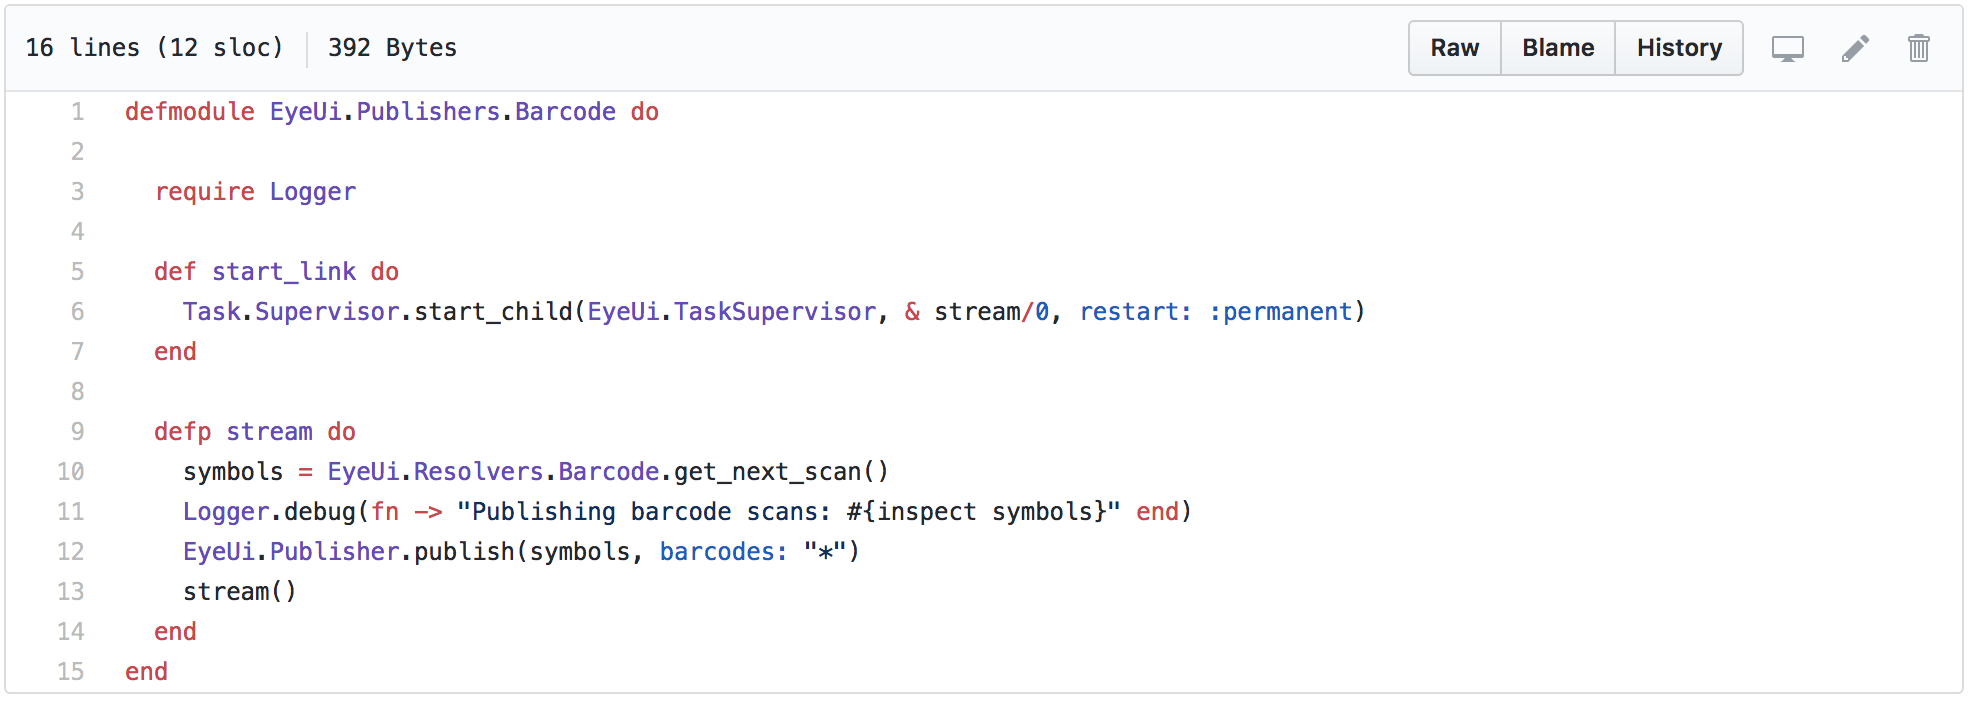 16 lines (12 sloc) 392 Bytes Raw Blame History
1 defmodule EyeUi.Publishers.Barcode do
2
3 require Logger
4
5 def start_link do
6 Task.Supervisor.start_child(EyeUi.TaskSupervisor, & stream/0, restart: :permanent)
7 end
8
9 defp stream do
10 symbols = EyeUi.Resolvers.Barcode.get_next_scan()
11 Logger.debug(fn -> "Publishing barcode scans: #{inspect symbols}" end)
12 EyeUi.Publisher.publish(symbols, barcodes: "*")
13 stream()
14 end
15 end